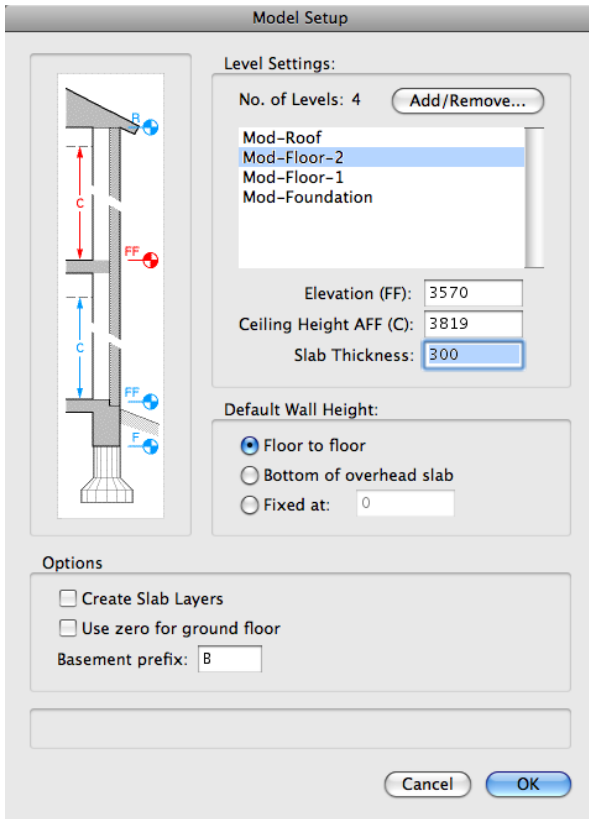 Model Setup
Level Settings:
No. of Levels: 4
Add/Remove...
Mod-Roof
Mod-Floor-2
Mod-Floor-1
Mod-Foundation
Elevation (FF): 3570
Ceiling Height AFF (C): 3819
Slab Thickness: 300
R
C
FF
C
FF
F
Default Wall Height:
Floor to floor
Bottom of overhead slab
Fixed at: 0
Options
Create Slab Layers
Use zero for ground floor
Basement prefix: B
Cancel
OK